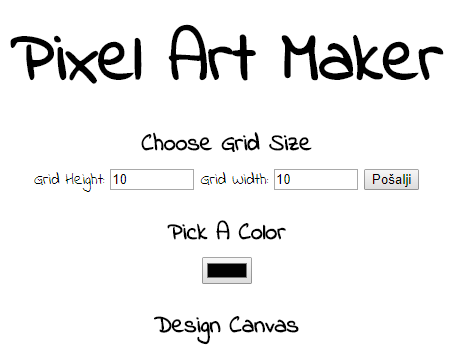 Pixel Art Maker
Choose Grid Size
Grid Height: 10 Grid Width: 10 Pošalji
Pick A Color
Design Canvas